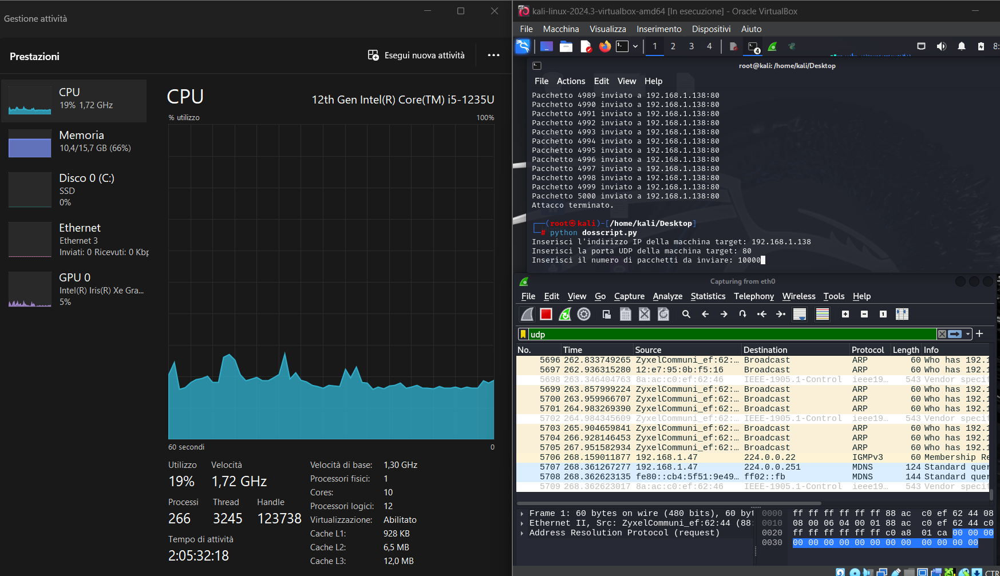 Gestione attività
Prestazioni
Esegui nuova attività
CPU
19% 1,72 GHz
Memoria
10,4/15,7 GB (66%)
Disco 0 (C:)
SSD
0%
Ethernet
Ethernet 3
Inviati: 0 Ricevuti: 0 Kbp
GPU 0
Intel(R) Iris(R) Xe Gra...
5%
CPU
12th Gen Intel(R) Core(TM) i5-1235U
% utilizzo
100%
60 secondi
0
Utilizzo
Velocità
19%
1,72 GHz
Processi
Thread
Handle
266
3245
123738
Tempo di attività
2:05:32:18
Velocità di base: 1,30 GHz
Processori fisici: 1
Cores: 10
Processori logici: 12
Virtualizzazione: Abilitato
Cache L1: 928 KB
Cache L2: 6,5 MB
Cache L3: 12,0 MB
kali-linux-2024.3-virtualbox-amd64 [In esecuzione] - Oracle VirtualBox
File Macchina Visualizza Inserimento Dispositivi Aiuto
1 2 3 4
4
8:
root@kali: /home/kali/Desktop
File Actions Edit View Help
Pacchetto 4989 inviato a 192.168.1.138:80
Pacchetto 4990 inviato a 192.168.1.138:80
Pacchetto 4991 inviato a 192.168.1.138:80
Pacchetto 4992 inviato a 192.168.1.138:80
Pacchetto 4993 inviato a 192.168.1.138:80
Pacchetto 4994 inviato a 192.168.1.138:80
Pacchetto 4995 inviato a 192.168.1.138:80
Pacchetto 4996 inviato a 192.168.1.138:80
Pacchetto 4997 inviato a 192.168.1.138:80
Pacchetto 4998 inviato a 192.168.1.138:80
Pacchetto 4999 inviato a 192.168.1.138:80
Pacchetto 5000 inviato a 192.168.1.138:80
Attacco terminato.
┌──(root㉿kali)-[/home/kali/Desktop]
└─# python dosscript.py
Inserisci l'indirizzo IP della macchina target: 192.168.1.138
Inserisci la porta UDP della macchina target: 80
Inserisci il numero di pacchetti da inviare: 10000
Capturing from eth0
File Edit View Go Capture Analyze Statistics Telephony Wireless Tools Help
udp
No. Time Source Destination Protocol Length Info
5696 262.833749265 ZyxelCommuni_ef:62:… Broadcast ARP 60 Who has 192.1
5697 262.936315280 12:e7:95:0b:f5:16 Broadcast ARP 60 Who has 192.1
5698 263.346404763 8a:ac:c0:ef:62:46 IEEE-1905.1-Control ieee19… 543 Vendor specif
5699 263.857999224 ZyxelCommuni_ef:62:… Broadcast ARP 60 Who has 192.1
5700 263.959966707 ZyxelCommuni_ef:62:… Broadcast ARP 60 Who has 192.1
5701 264.983269390 ZyxelCommuni_ef:62:… Broadcast ARP 60 Who has 192.1
5702 264.984345609 ZyxelCommuni_ef:62:… IEEE-1905.1-Control ieee19… 543 Vendor specif
5703 265.904659841 ZyxelCommuni_ef:62:… Broadcast ARP 60 Who has 192.1
5704 266.928146453 ZyxelCommuni_ef:62:… Broadcast ARP 60 Who has 192.1
5705 267.951582934 ZyxelCommuni_ef:62:… Broadcast ARP 60 Who has 192.1
5706 268.159011877 192.168.1.47 224.0.0.22 IGMPv3 60 Membership Re
5707 268.361267277 192.168.1.47 224.0.0.251 MDNS 124 Standard quer
5708 268.362623135 fe80::cb4:5f51:9e49… ff02::fb MDNS 144 Standard quer
5709 268.362623017 8a:ac:c0:ef:62:46 IEEE-1905.1-Control ieee19… 543 Vendor specif
Frame 1: 60 bytes on wire (480 bits), 60 byt
Ethernet II, Src: ZyxelCommuni_ef:62:44 (88:
Address Resolution Protocol (request)
0000 ff ff ff ff ff ff 88 ac c0 ef 62 44 08
0010 08 00 06 04 00 01 88 ac c0 ef 62 44 c0
0020 ff ff ff ff ff ff c0 a8 01 ca 00 00 00
0030 00 00 00 00 00 00 00 00 00 00 00 00
CTR